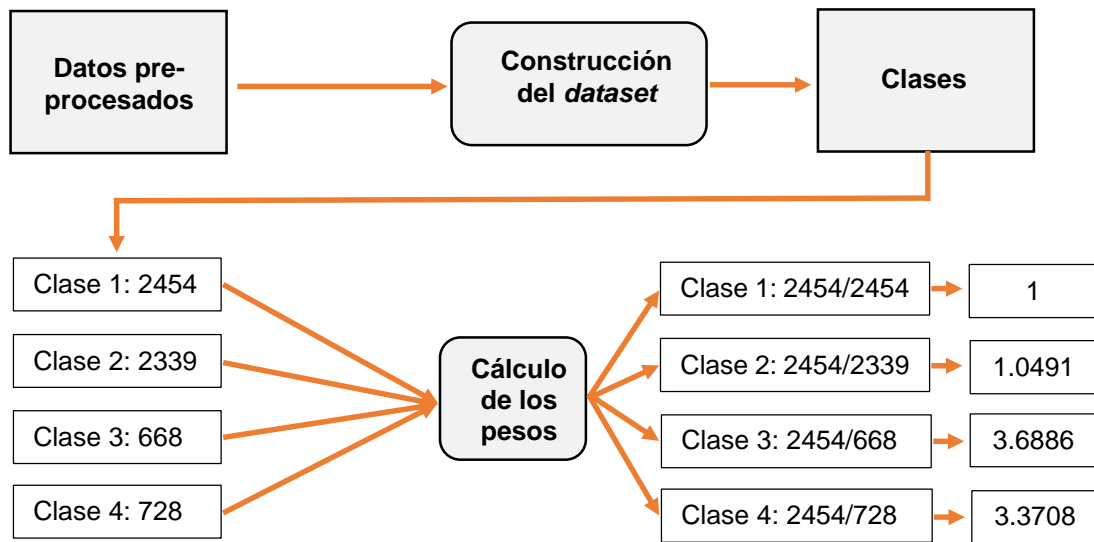 Datos pre-
procesados
Construcción
del dataset
Clases
Clase 1: 2454
Clase 2: 2339
Clase 3: 668
Clase 4: 728
Cálculo
de los
pesos
Clase 1: 2454/2454
1
Clase 2: 2454/2339
1.0491
Clase 3: 2454/668
3.6886
Clase 4: 2454/728
3.3708